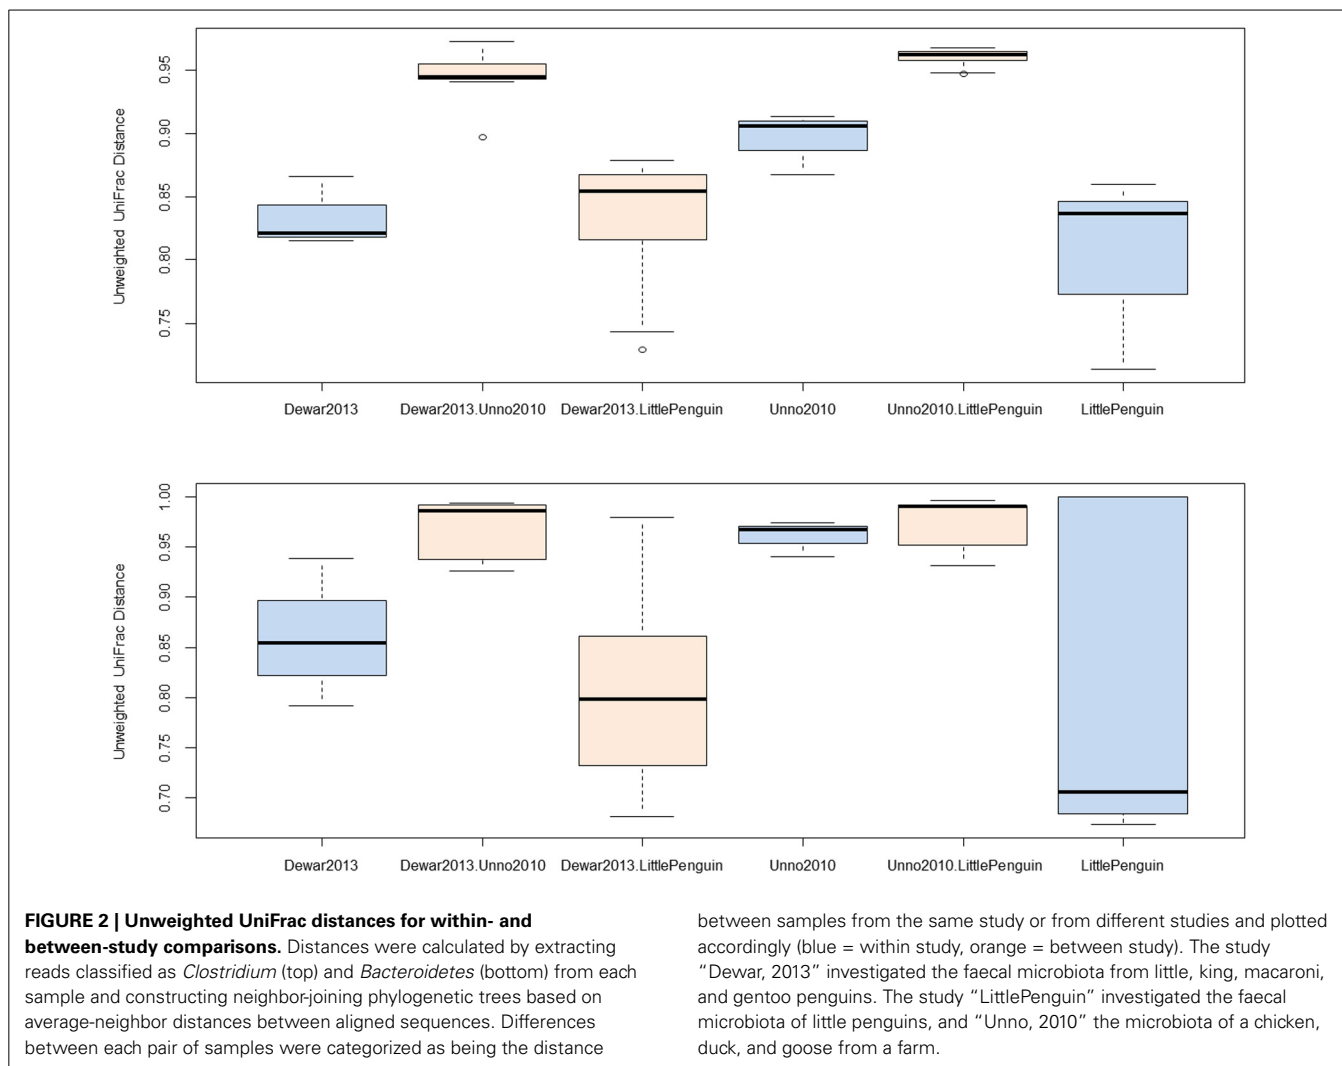 Unweighted UniFrac Distance
0.95
0.90
0.85
0.80
0.75
Dewar2013 Dewar2013.Unno2010 Dewar2013.LittlePenguin Unno2010 Unno2010.LittlePenguin LittlePenguin
Unweighted UniFrac Distance
1.00
0.95
0.90
0.85
0.80
0.75
0.70
Dewar2013 Dewar2013.Unno2010 Dewar2013.LittlePenguin Unno2010 Unno2010.LittlePenguin LittlePenguin
FIGURE 2 | Unweighted UniFrac distances for within- and
between-study comparisons. Distances were calculated by extracting
reads classified as Clostridium (top) and Bacteroidetes (bottom) from each
sample and constructing neighbor-joining phylogenetic trees based on
average-neighbor distances between aligned sequences. Differences
between each pair of samples were categorized as being the distance
between samples from the same study or from different studies and plotted
accordingly (blue = within study, orange = between study). The study
“Dewar, 2013” investigated the faecal microbiota from little, king, macaroni,
and gentoo penguins. The study “LittlePenguin” investigated the faecal
microbiota of little penguins, and “Unno, 2010” the microbiota of a chicken,
duck, and goose from a farm.